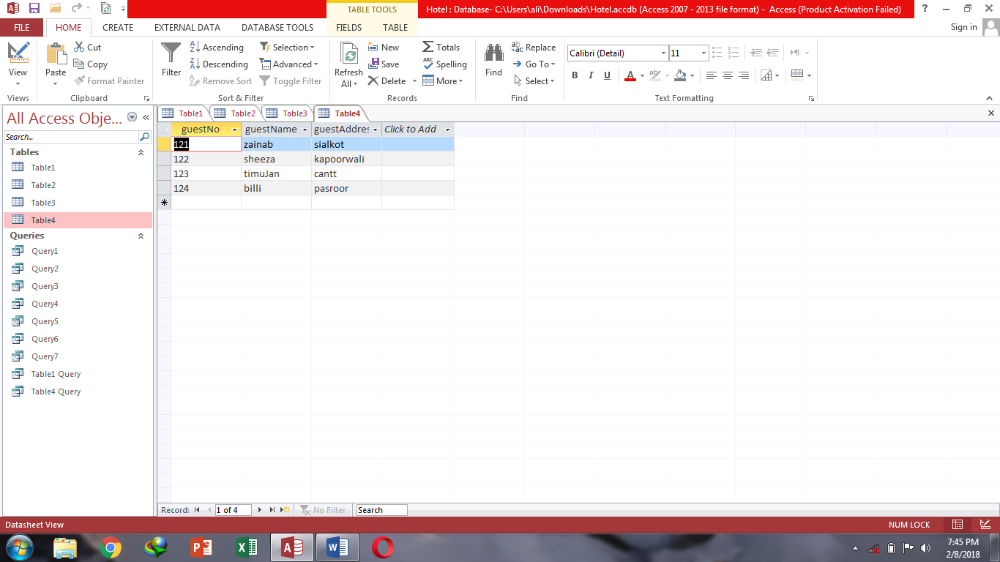 TABLE TOOLS
Hotel : Database- C:\Users\ali\Downloads\Hotel.accdb (Access 2007 - 2013 file format) - Access (Product Activation Failed)
FILE HOME CREATE EXTERNAL DATA DATABASE TOOLS FIELDS TABLE Sign in
View
Views
Paste
Cut
Copy
Format Painter
Clipboard
Filter
Ascending
Descending
Remove Sort
Selection
Advanced
Toggle Filter
Sort & Filter
Refresh
All
New
Save
Delete
Totals
Spelling
More
Records
Find
Replace
Go To
Select
Find
Calibri (Detail) 11
B I U A
Text Formatting
All Access Obje...
Search...
Tables
Table1
Table2
Table3
Table4
Queries
Query1
Query2
Query3
Query4
Query5
Query6
Query7
Table1 Query
Table4 Query
Table1 Table2 Table3 Table4
guestNo guestName guestAddres Click to Add
121 zainab sialkot
122 sheeza kapoorwali
123 timuJan cantt
124 billi pasroor
Record: 1 of 4 No Filter Search
Datasheet View NUM LOCK
7:45 PM
2/8/2018